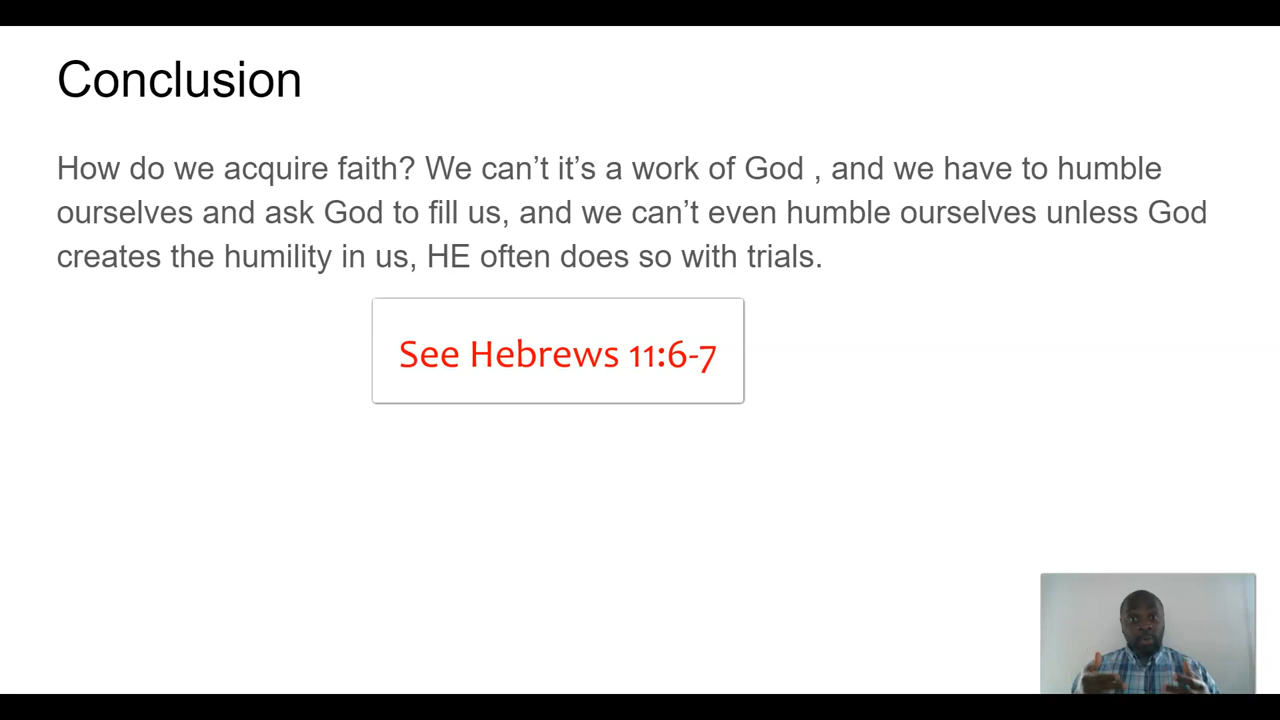 Conclusion
How do we acquire faith? We can't it's a work of God , and we have to humble
ourselves and ask God to fill us, and we can't even humble ourselves unless God
creates the humility in us, HE often does so with trials.
See Hebrews 11:6-7